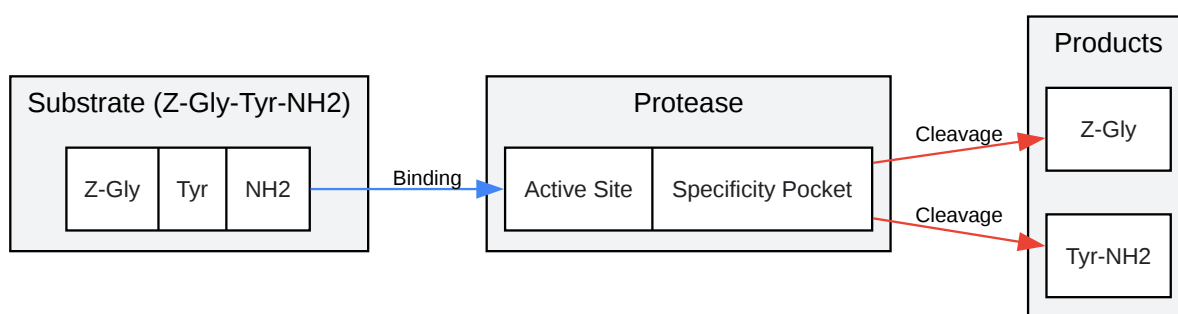 Substrate (Z-Gly-Tyr-NH2)
Z-Gly
Tyr
NH2
Binding
Protease
Active Site
Specificity Pocket
Cleavage
Cleavage
Products
Z-Gly
Tyr-NH2